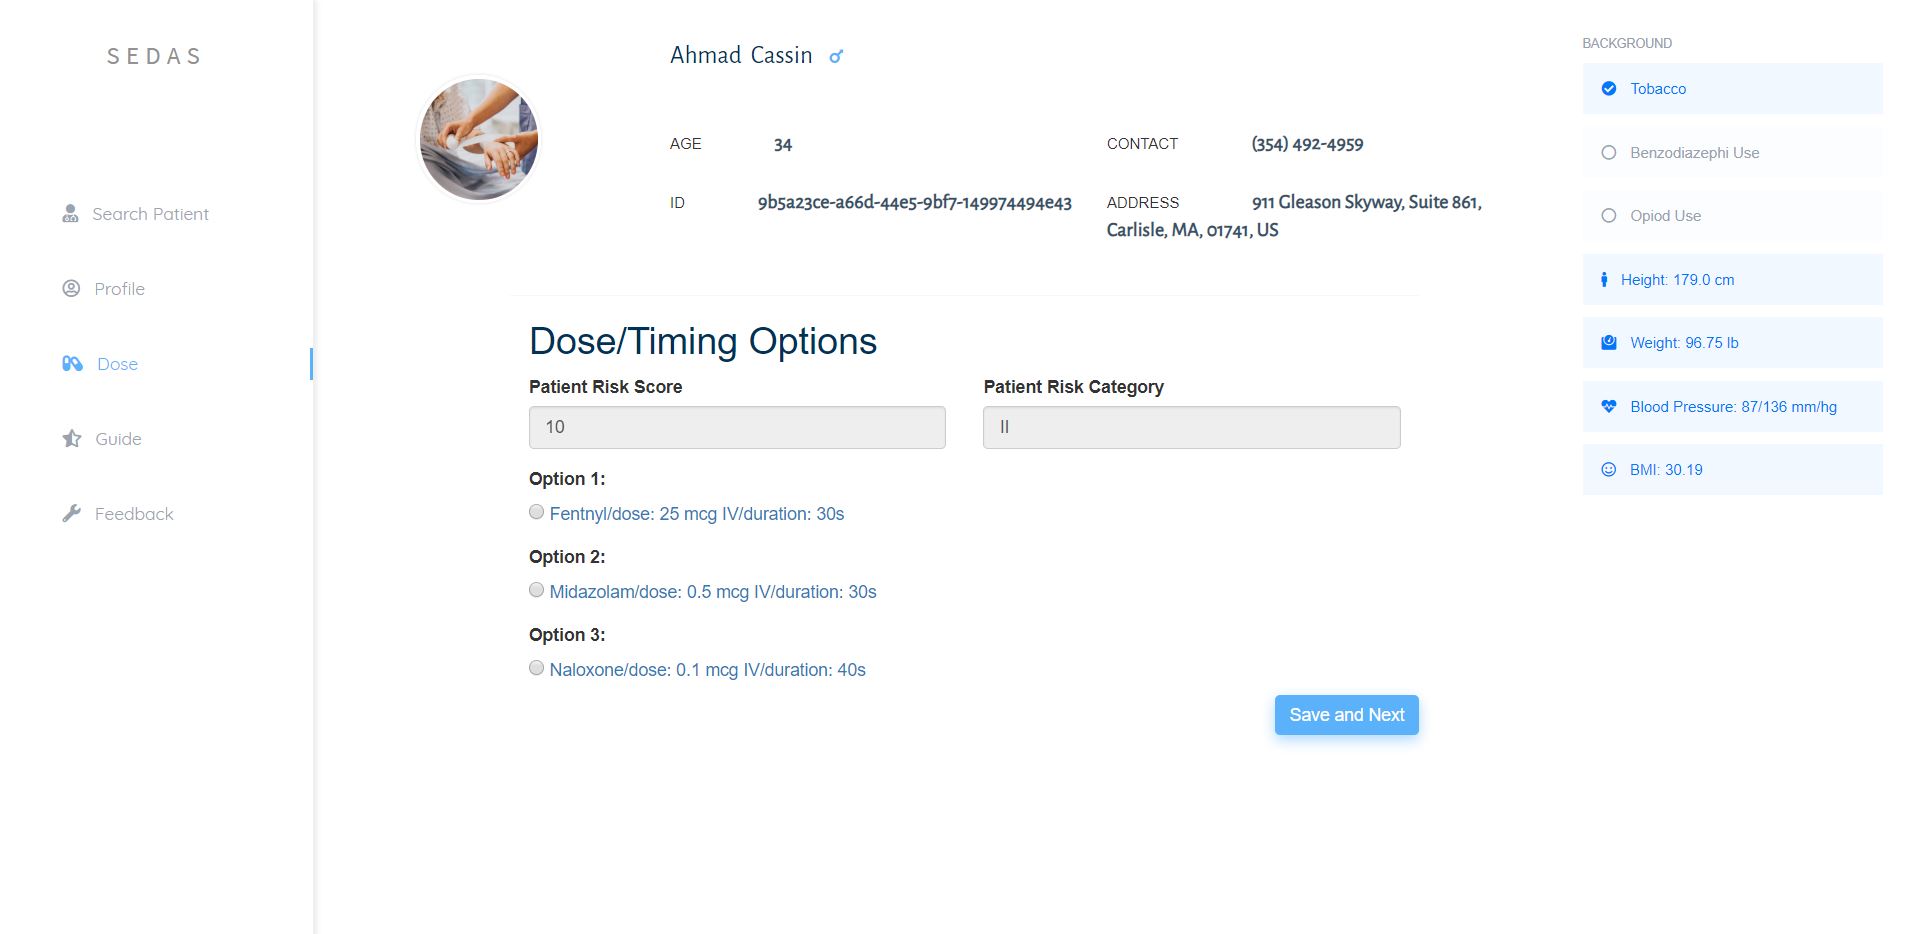 SEDAS
Search Patient
Profile
Dose
Guide
Feedback
Ahmad Cassin
AGE 34
CONTACT (354) 492-4959
ID 9b5a23ce-a66d-44e5-9bf7-149974494e43
ADDRESS 911 Gleason Skyway, Suite 861,
Carlisle, MA, 01741, US
Dose/Timing Options
Patient Risk Score
10
Patient Risk Category
II
Option 1:
Fentnyl/dose: 25 mcg IV/duration: 30s
Option 2:
Midazolam/dose: 0.5 mcg IV/duration: 30s
Option 3:
Naloxone/dose: 0.1 mcg IV/duration: 40s
Save and Next
BACKGROUND
Tobacco
Benzodiazephi Use
Opiod Use
Height: 179.0 cm
Weight: 96.75 lb
Blood Pressure: 87/136 mm/hg
BMI: 30.19